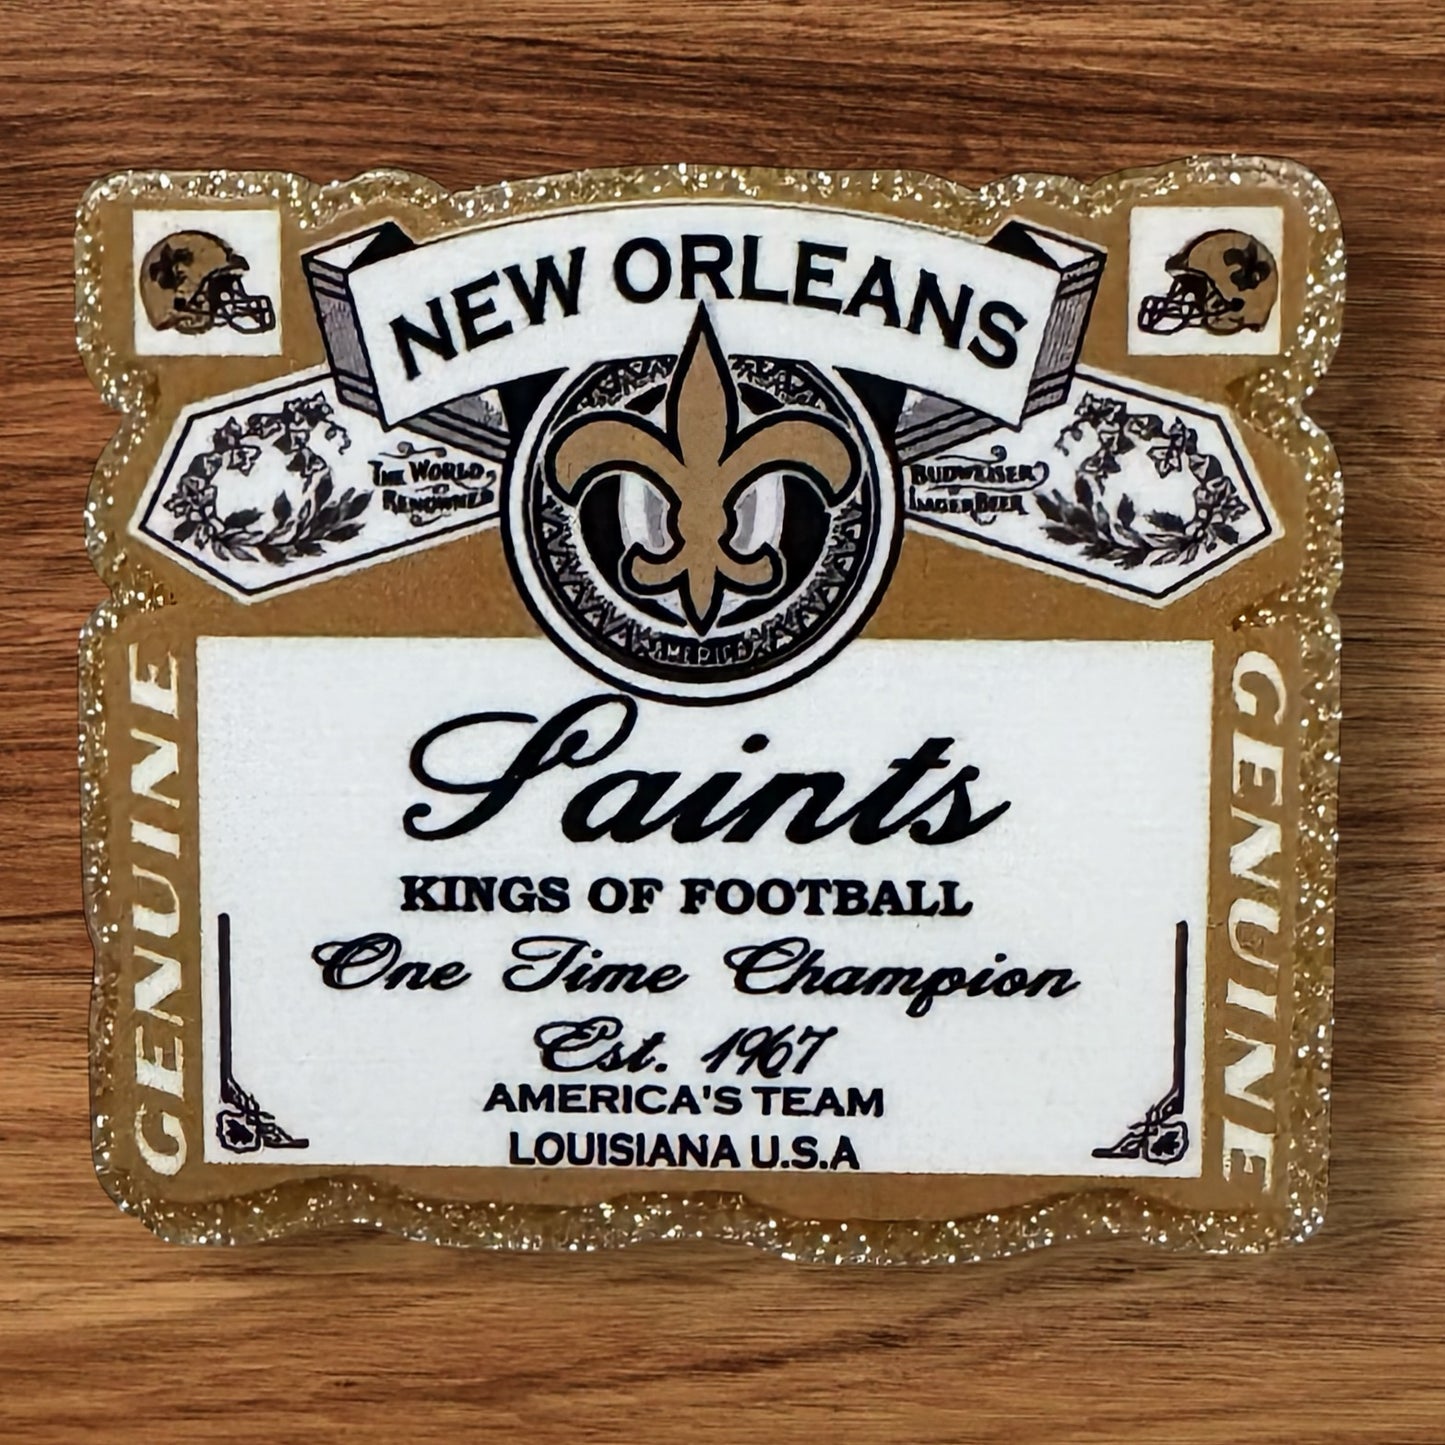 NEW ORLEANS
THE WORLD
RENOWNED
BUDWEISER
LAGER BEER
AMERICA
GENUINE
GENUINE
Saints
KINGS OF FOOTBALL
One Time Champion
Est. 1967
AMERICA'S TEAM
LOUISIANA U.S.A